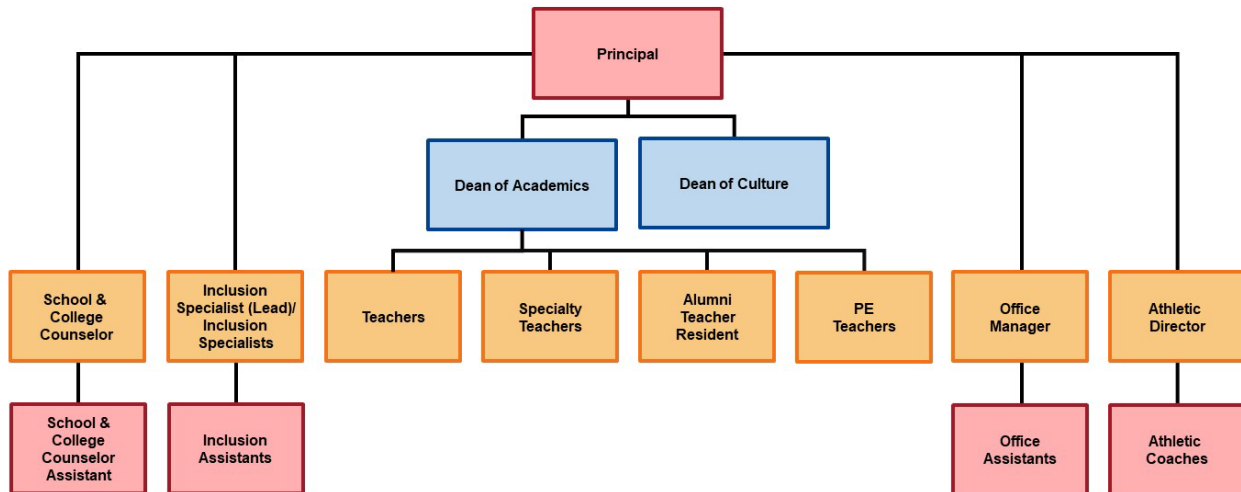 Principal
Dean of Academics
Dean of Culture
School &
College
Counselor
Inclusion
Specialist (Lead)/
Inclusion
Specialists
Teachers
Specialty
Teachers
Alumni
Teacher
Resident
PE
Teachers
Office
Manager
Athletic
Director
School &
College
Counselor
Assistant
Inclusion
Assistants
Office
Assistants
Athletic
Coaches